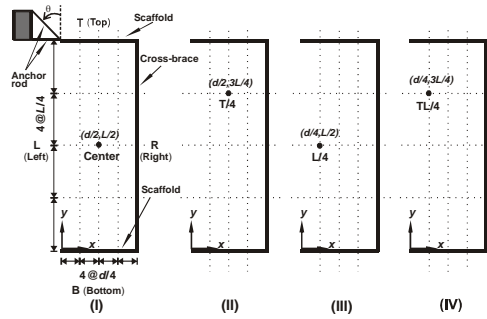 θ
T (Top)
Scaffold
Cross-brace
Anchor
rod
4 @L/4
(d/2,L/2)
Center
L
(Left)
R
(Right)
Scaffold
y
x
4 @d/4
B (Bottom)
(I)
(d/2,3L/4)
T/4
y
x
(II)
(d/4,L/2)
L/4
y
x
(III)
(d/4,3L/4)
TL/4
y
x
(IV)